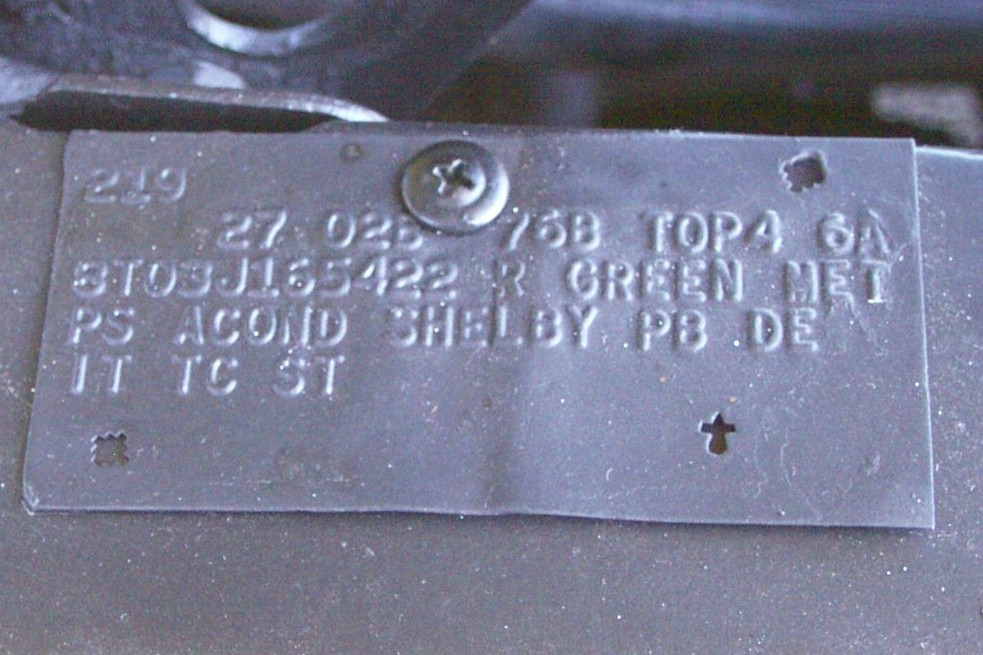 219
27 02B 76B TOP4 6A
8T03J165422 R GREEN MET
PS ACOND SHELBY PB DE
IT TC ST